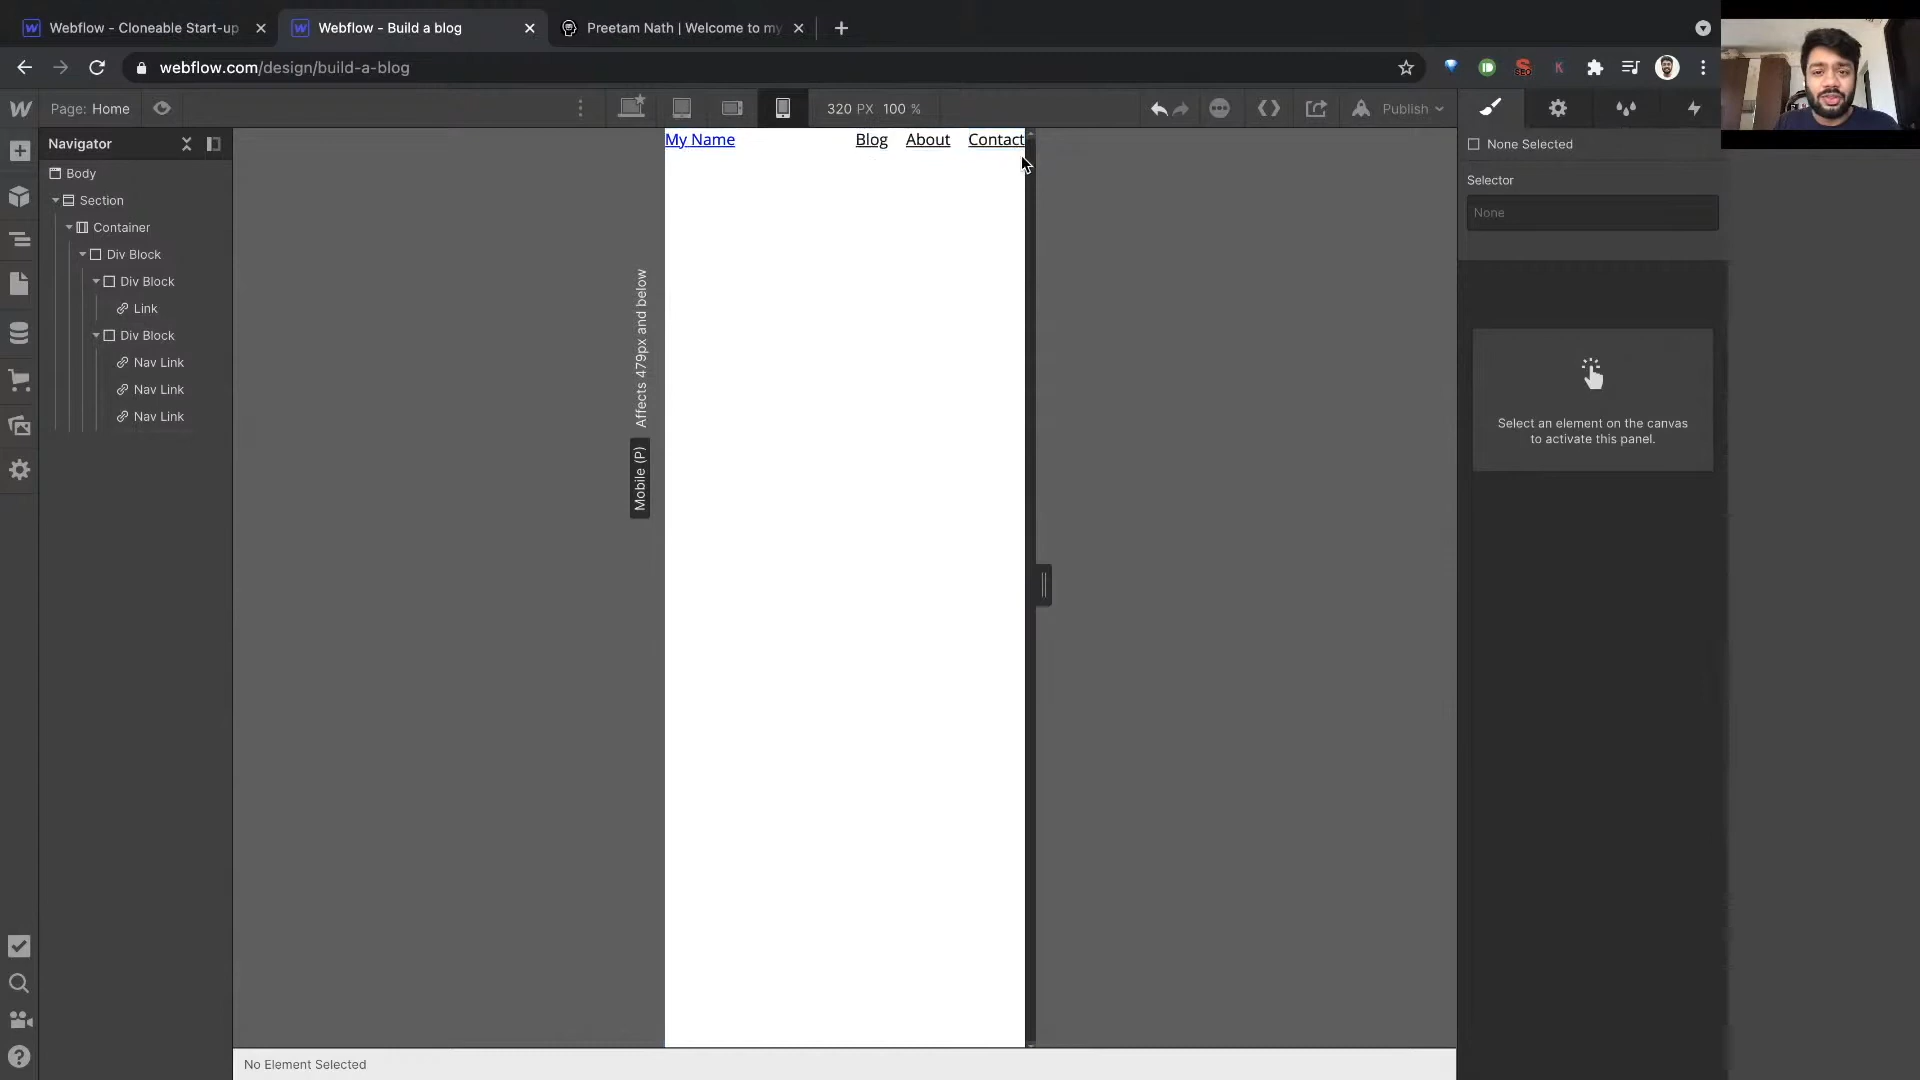 Webflow - Cloneable Start-up
Webflow - Build a blog
Preetam Nath | Welcome to my
webflow.com/design/build-a-blog
Page: Home
320 PX 100 %
Publish
Navigator
Body
Section
Container
Div Block
Div Block
Link
Div Block
Nav Link
Nav Link
Nav Link
My Name
Blog
About
Contact
Affects 479px and below
Mobile (P)
None Selected
Selector
None
Select an element on the canvas
to activate this panel.
No Element Selected